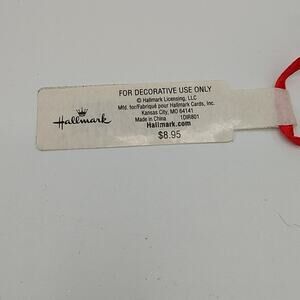 Hallmark
FOR DECORATIVE USE ONLY
© Hallmark Licensing, LLC
Mfd. for/Fabriqué pour Hallmark Cards, Inc.
Kansas City, MO 64141
Made in China 1DIR801
Hallmark.com
$8.95